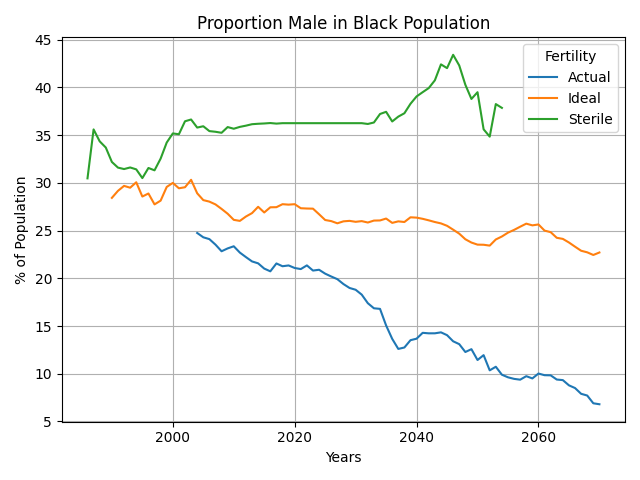 Proportion Male in Black Population
% of Population
45
40
35
30
25
20
15
10
5
2000
2020
2040
2060
Years
Fertility
Actual
Ideal
Sterile